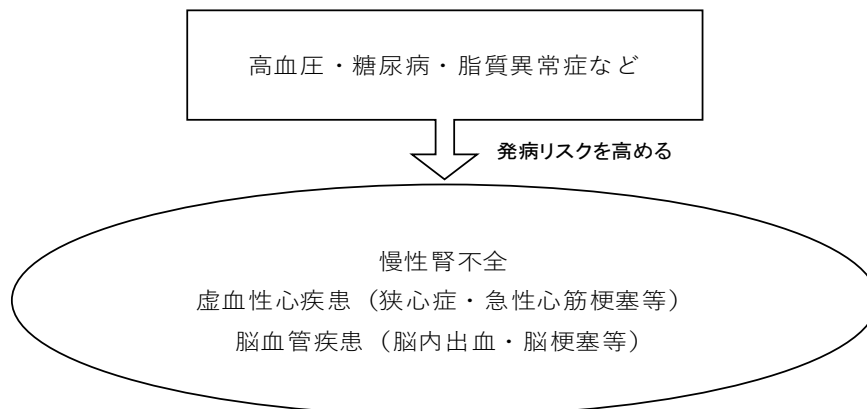 高血圧・糖尿病・脂質異常症など
発病リスクを高める
慢性腎不全
虚血性心疾患（狭心症・急性心筋梗塞等）
脳血管疾患（脳内出血・脳梗塞等）